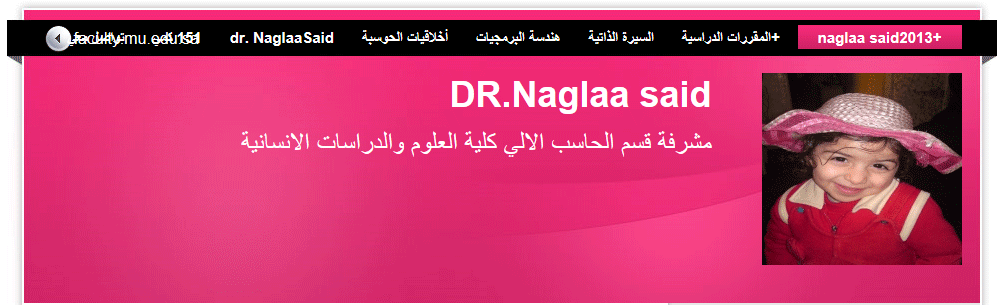 naglaa said2013+
+المقررات الدراسية
السيرة الذاتية
هندسة البرمجيات
أخلاقيات الحوسبة
dr. NaglaaSaid
151
faculty.mu.edu.sa
DR.Naglaa said
مشرفة قسم الحاسب الالي كلية العلوم والدراسات الانسانية